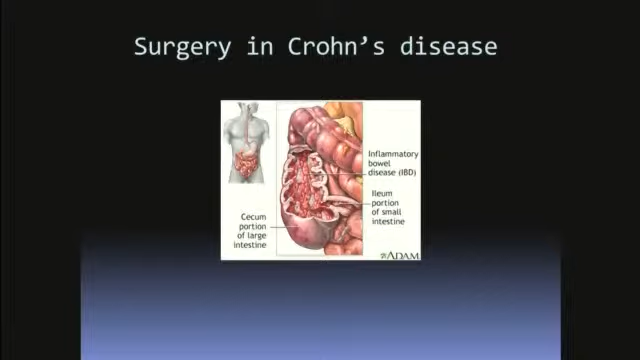 Surgery in Crohn's disease
Inflammatory
bowel
disease (IBD)
Ileum
portion
of small
intestine
Cecum
portion
of large
intestine
ADAM